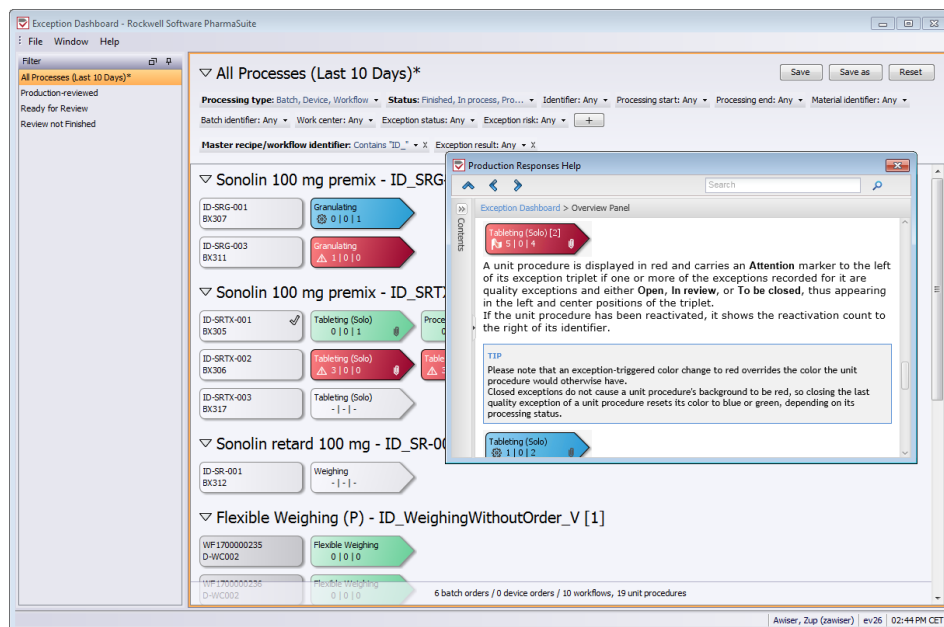 Exception Dashboard - Rockwell Software PharmaSuite
File Window Help
Filter
All Processes (Last 10 Days)*
Production-reviewed
Ready for Review
Review not Finished
All Processes (Last 10 Days)*
Save Save as Reset
Processing type: Batch, Device, Workflow Status: Finished, In process, Pro... Identifier: Any Processing start: Any Processing end: Any Material identifier: Any
Batch identifier: Any Work center: Any Exception status: Any Exception risk: Any +
Master recipe/workflow identifier: Contains "ID_" X Exception result: Any X
Sonolin 100 mg premix - ID_SRG-
ID-SRG-001
BX307
Granulating
0 | 0 | 1
ID-SRG-003
BX311
Granulating
1 | 0 | 0
Sonolin 100 mg premix - ID_SRTX
ID-SRTX-001
BX305
Tableting (Solo)
0 | 0 | 1
Proce
0
ID-SRTX-002
BX306
Tableting (Solo)
3 | 0 | 0
Table
3
ID-SRTX-003
BX317
Tableting (Solo)
- | - | -
Sonolin retard 100 mg - ID_SR-00
ID-SR-001
BX312
Weighing
- | - | -
Flexible Weighing (P) - ID_WeighingWithoutOrder_V [1]
WF1700000235
D-WC002
Flexible Weighing
0 | 0 | 0
WF1700000236
D-WC002
Flexible Weighing
0 | 0 | 0
6 batch orders / 0 device orders / 10 workflows, 19 unit procedures
Production Responses Help
Search
Contents
Exception Dashboard > Overview Panel
Tableting (Solo) [2]
5 | 0 | 4
A unit procedure is displayed in red and carries an Attention marker to the left
of its exception triplet if one or more of the exceptions recorded for it are
quality exceptions and either Open, In review, or To be closed, thus appearing
in the left and center positions of the triplet.
If the unit procedure has been reactivated, it shows the reactivation count to
the right of its identifier.
TIP
Please note that an exception-triggered color change to red overrides the color the unit
procedure would otherwise have.
Closed exceptions do not cause a unit procedure's background to be red, so closing the last
quality exception of a unit procedure resets its color to blue or green, depending on its
processing status.
Tableting (Solo)
1 | 0 | 2
Awiser, Zup (zawiser) ev26 02:44 PM CET